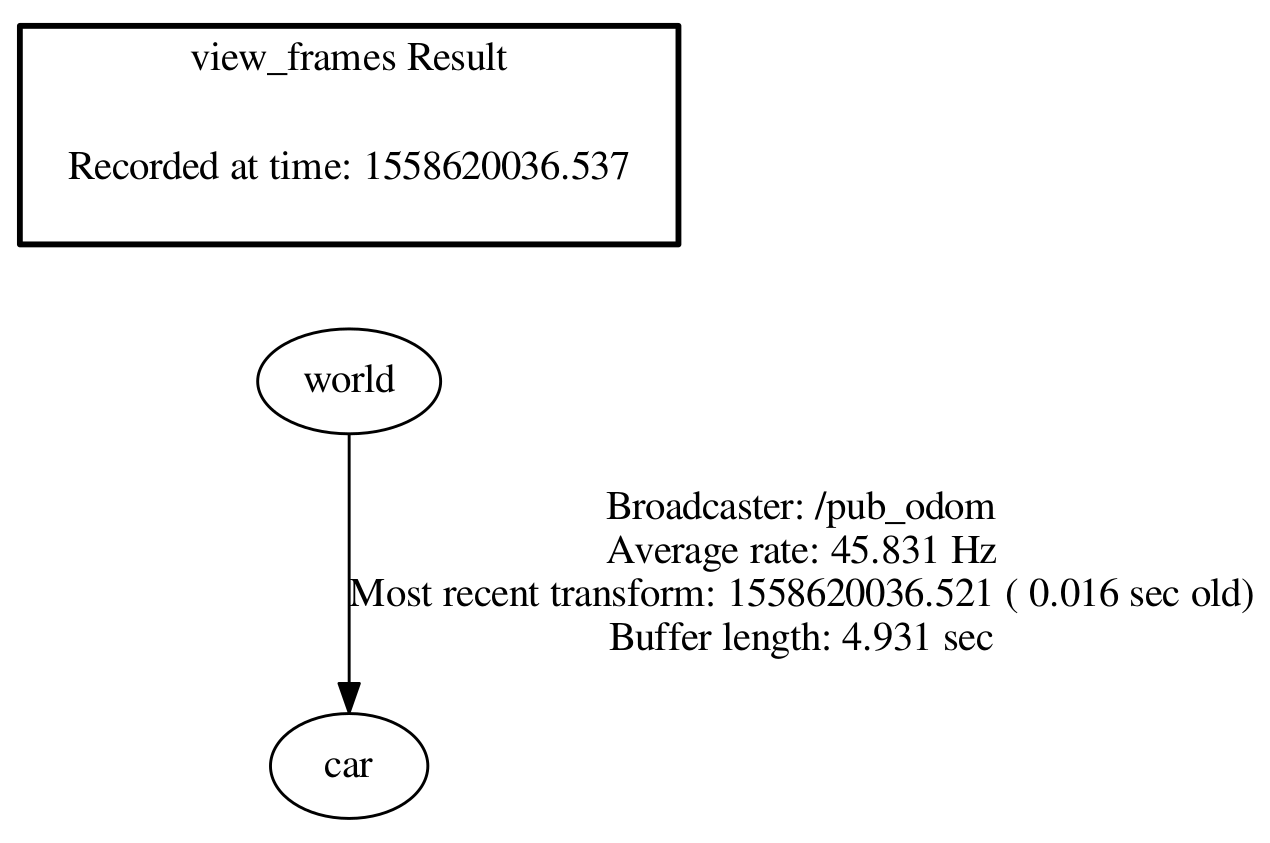 view_frames Result
Recorded at time: 1558620036.537
world
Broadcaster: /pub_odom
Average rate: 45.831 Hz
Most recent transform: 1558620036.521 ( 0.016 sec old)
Buffer length: 4.931 sec
car